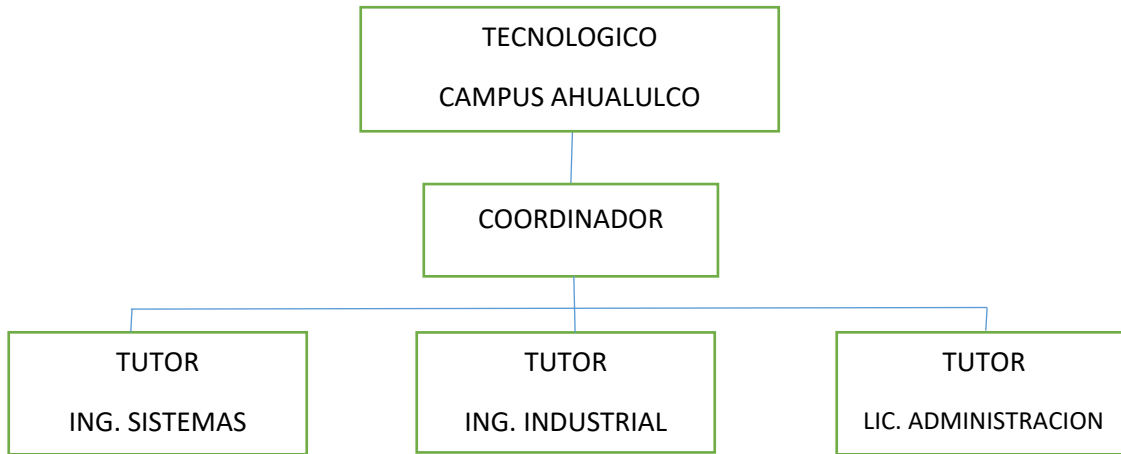 TECNOLOGICO
CAMPUS AHUALULCO
COORDINADOR
TUTOR
ING. SISTEMAS
TUTOR
ING. INDUSTRIAL
TUTOR
LIC. ADMINISTRACION